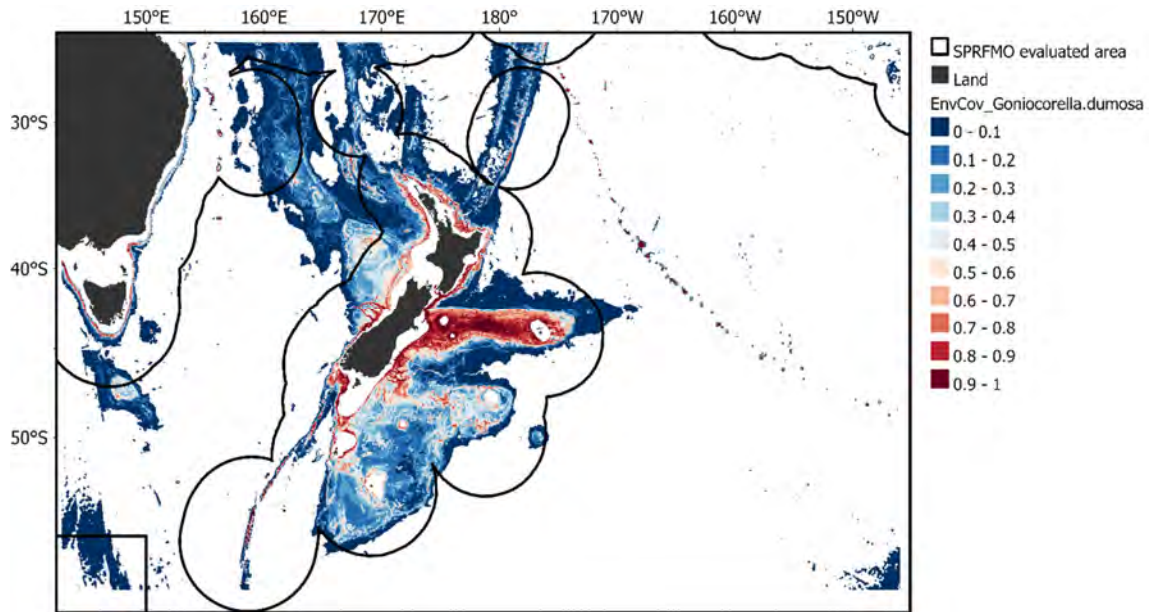 150°E 160°E 170°E 180° 170°W 160°W 150°W
30°S
40°S
50°S
SPRFMO evaluated area
Land
EnvCov_Goniocorella.dumosa
0 - 0.1
0.1 - 0.2
0.2 - 0.3
0.3 - 0.4
0.4 - 0.5
0.5 - 0.6
0.6 - 0.7
0.7 - 0.8
0.8 - 0.9
0.9 - 1